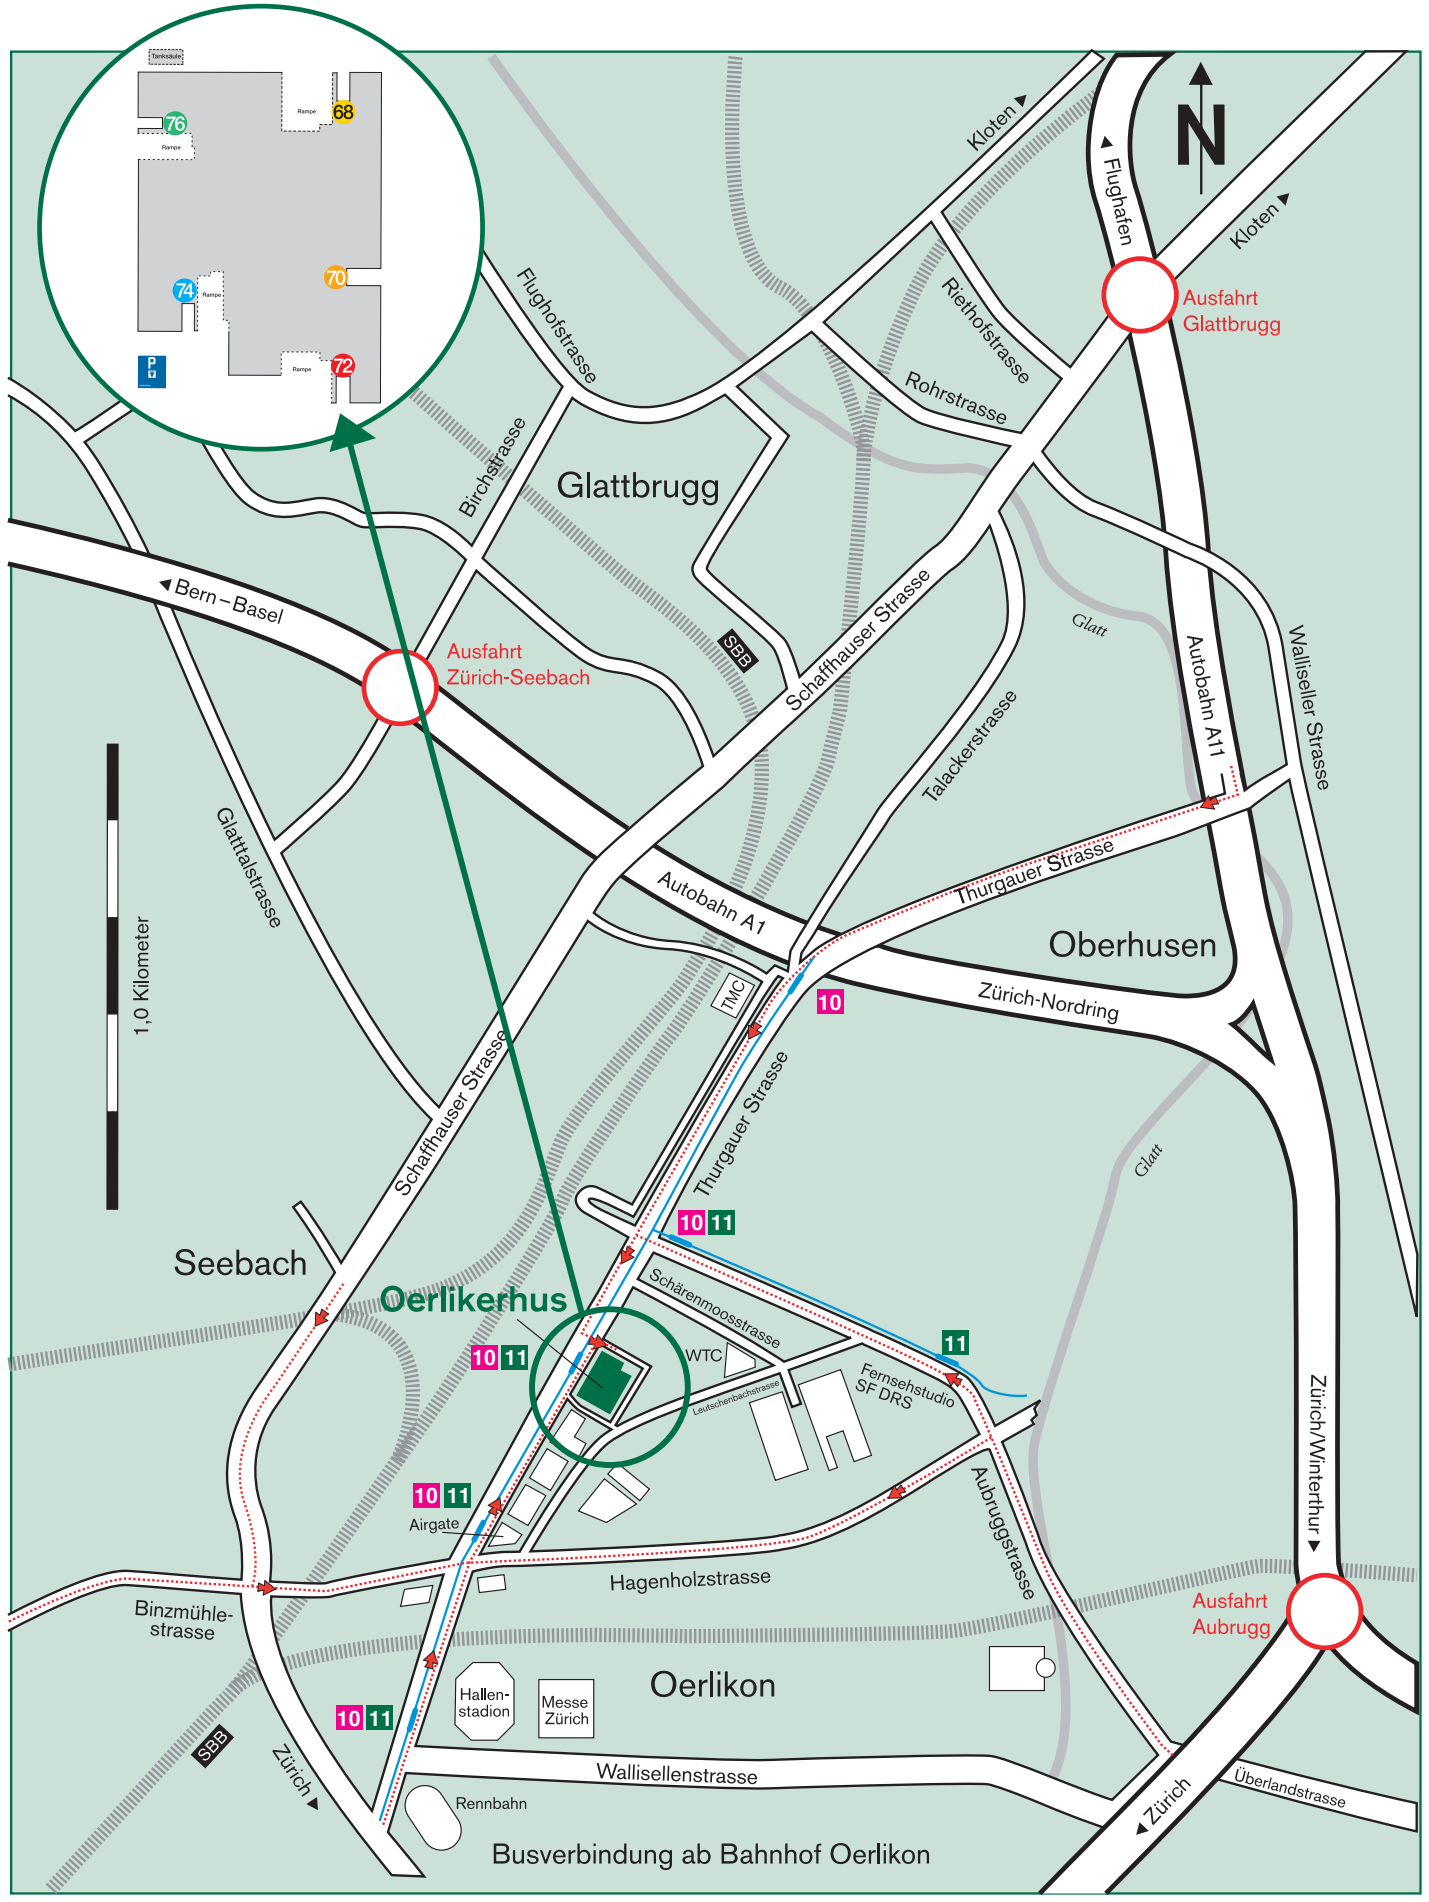 Tanksäule
76
Rampe
Rampe
68
74
Rampe
70
Rampe
72
P
N
Kloten
Flughafen
Kloten
Ausfahrt
Glattbrugg
Flughofstrasse
Riethofstrasse
Rohrstrasse
Birchstrasse
Glattbrugg
Bern–Basel
Ausfahrt
Zürich-Seebach
SBB
Schaffhauser Strasse
Glatt
Walliseller Strasse
Autobahn A11
Talackerstrasse
Glatttalstrasse
1,0 Kilometer
Autobahn A1
Thurgauer Strasse
Oberhusen
Zürich-Nordring
TMC
10
Schaffhauser Strasse
Thurgauer Strasse
Glatt
10 11
Seebach
Oerlikerhus
Schärenmoosstrasse
10 11
WTC
11
Fernsehstudio
SF DRS
Leutschenbachstrasse
Zürich/Winterthur
10 11
Airgate
Aubruggstrasse
Hagenholzstrasse
Binzmühle-
strasse
Ausfahrt
Aubrugg
Oerlikon
Hallen-
stadion
Messe
Zürich
10 11
SBB
Zürich
Wallisellenstrasse
Überlandstrasse
Zürich
Rennbahn
Busverbindung ab Bahnhof Oerlikon